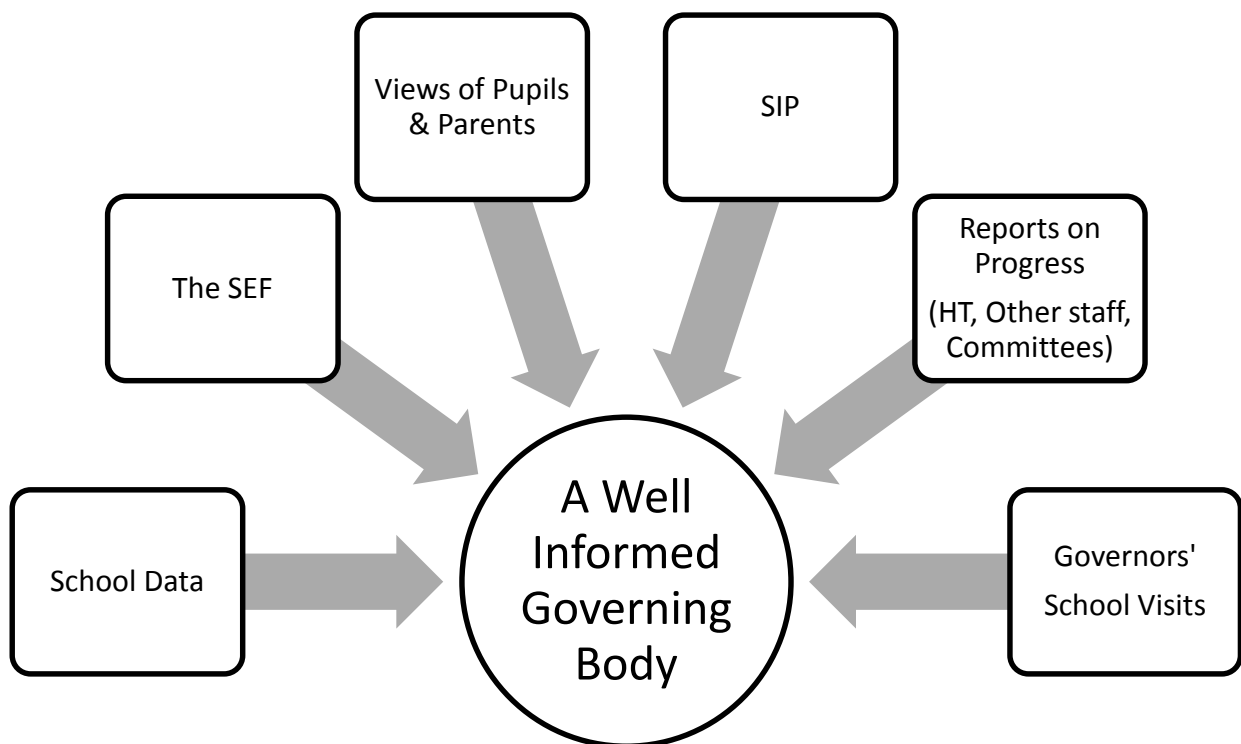 Views of Pupils
& Parents
SIP
The SEF
Reports on
Progress
(HT, Other staff,
Committees)
School Data
A Well
Informed
Governing
Body
Governors'
School Visits